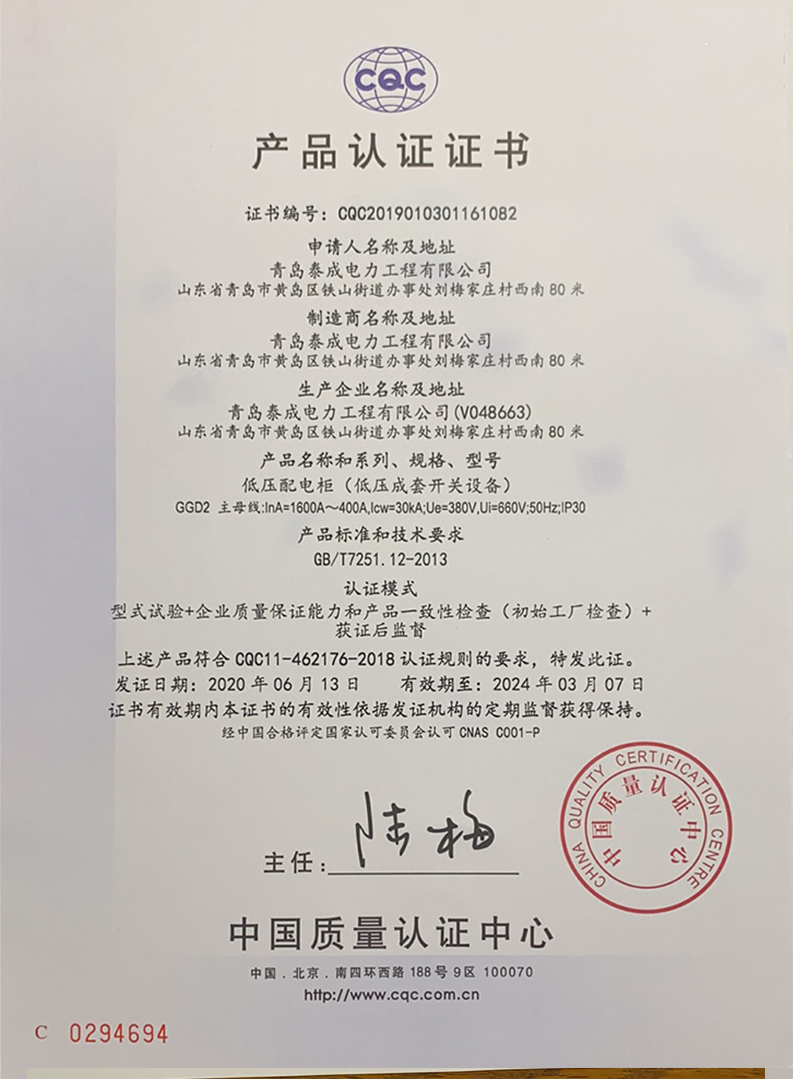 CQC
产品认证证书
证书编号：CQC2019010301161082
申请人名称及地址
青岛泰成电力工程有限公司
山东省青岛市黄岛区铁山街道办事处刘梅家庄村西南 80 米
制造商名称及地址
青岛泰成电力工程有限公司
山东省青岛市黄岛区铁山街道办事处刘梅家庄村西南 80 米
生产企业名称及地址
青岛泰成电力工程有限公司(V048663)
山东省青岛市黄岛区铁山街道办事处刘梅家庄村西南 80 米
产品名称和系列、规格、型号
低压配电柜（低压成套开关设备）
GGD2 主母线:InA=1600A～400A,Icw=30kA;Ue=380V,Ui=660V;50Hz;IP30
产品标准和技术要求
GB/T7251.12-2013
认证模式
型式试验+企业质量保证能力和产品一致性检查（初始工厂检查）+
获证后监督
上述产品符合 CQC11-462176-2018 认证规则的要求，特发此证。
发证日期：2020 年 06 月 13 日 有效期至：2024 年 03 月 07 日
证书有效期内本证书的有效性依据发证机构的定期监督获得保持。
经中国合格评定国家认可委员会认可 CNAS C001-P
CHINA QUALITY CERTIFICATION CENTRE
中国质量认证中心
主任：陆梅
中国质量认证中心
中国．北京．南四环西路 188 号 9 区 100070
http://www.cqc.com.cn
C 0294694